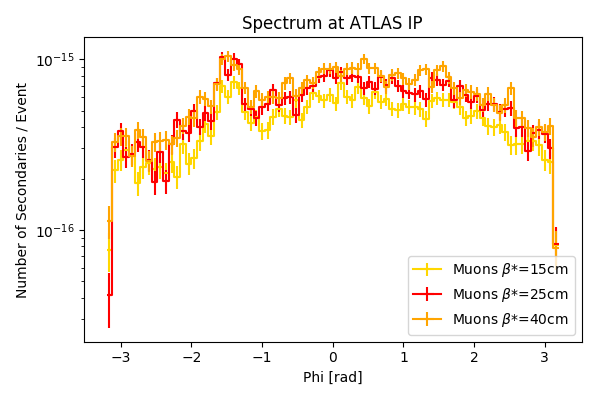 Spectrum at ATLAS IP
Number of Secondaries / Event
10⁻¹⁵
10⁻¹⁶
Muons β*=15cm
Muons β*=25cm
Muons β*=40cm
−3 −2 −1 0 1 2 3
Phi [rad]